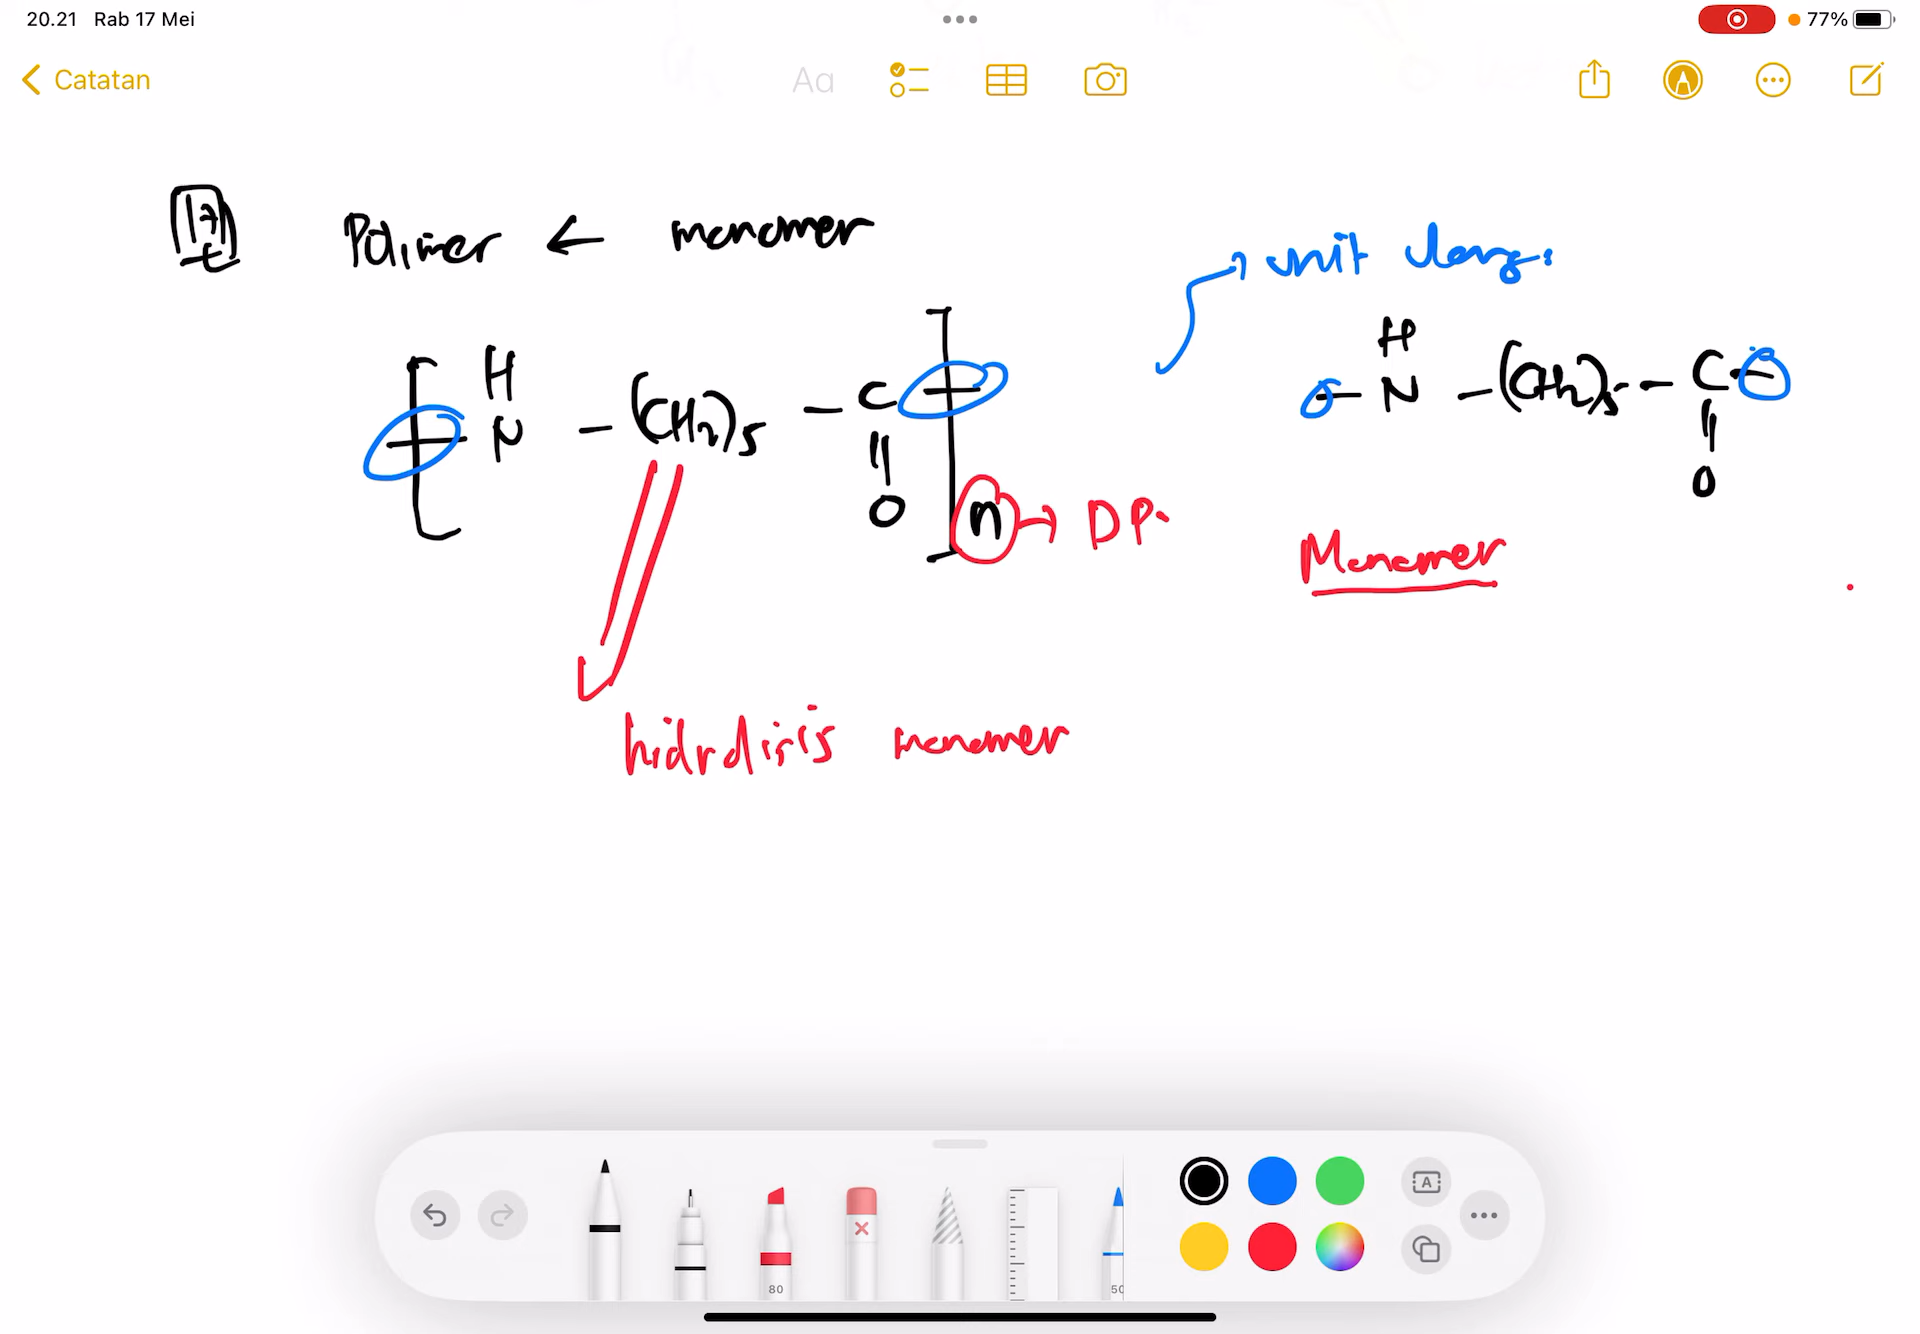 20.21 Rab 17 Mei
77%
Catatan
Aa
17
Polimer ← monomer
→ unit ulang:
H
[ – N – (CH2)5 – C – ]n → DP.
||
O
H
– N – (CH2)5 – C –
||
O
Monomer
hidrolisis monomer
80
50
A